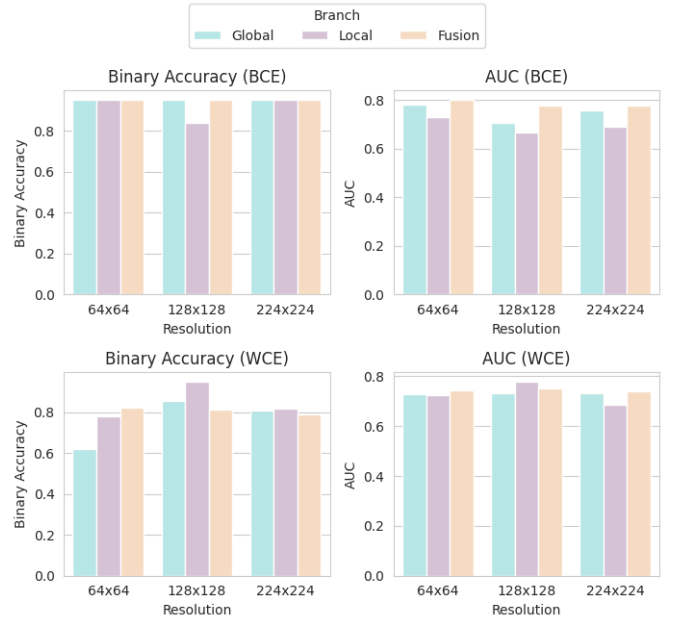 Branch
Global Local Fusion
Binary Accuracy (BCE)
Binary Accuracy
0.8
0.6
0.4
0.2
0.0
64x64 128x128 224x224
Resolution
AUC (BCE)
AUC
0.8
0.6
0.4
0.2
0.0
64x64 128x128 224x224
Resolution
Binary Accuracy (WCE)
Binary Accuracy
0.8
0.6
0.4
0.2
0.0
64x64 128x128 224x224
Resolution
AUC (WCE)
AUC
0.8
0.6
0.4
0.2
0.0
64x64 128x128 224x224
Resolution